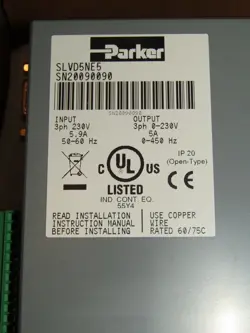 Parker
SLVD5NE5
SN20090090
INPUT
3ph 230V
5.9A
50-60 Hz
OUTPUT
3ph 0-230V
5A
0-450 Hz
IP 20
(Open-Type)
C UL US
LISTED
IND CONT EQ.
55Y4
READ INSTALLATION
INSTRUCTION MANUAL
BEFORE INSTALLING
USE COPPER
WIRE
RATED 60/75C